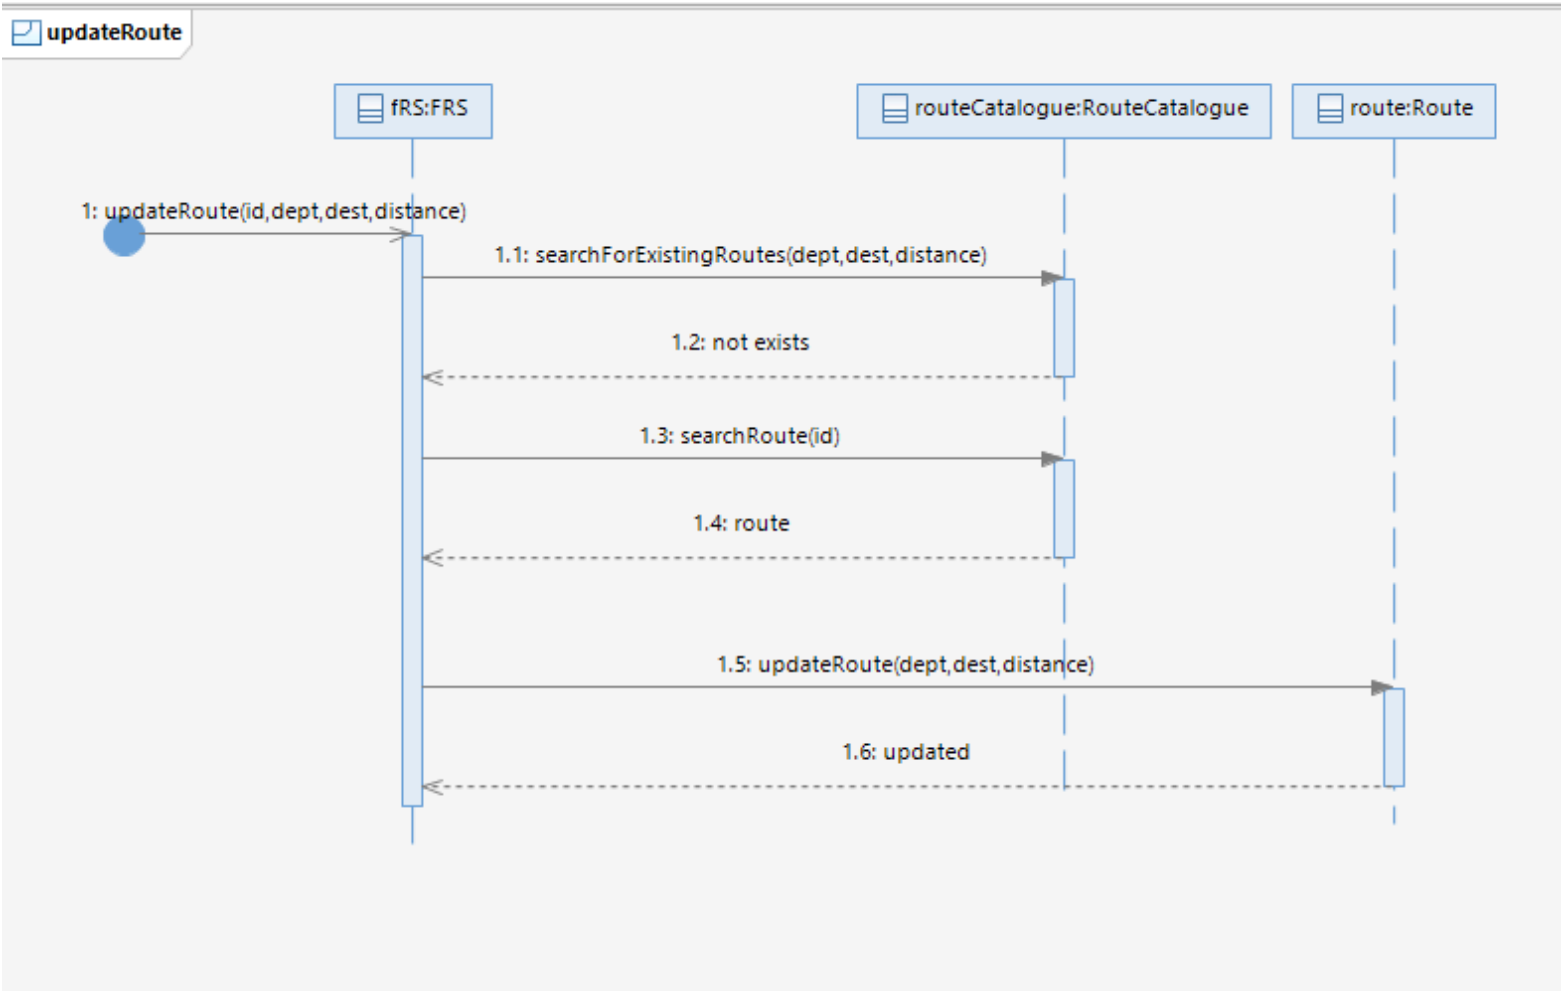 updateRoute
fRS:FRS
routeCatalogue:RouteCatalogue
route:Route
1: updateRoute(id,dept,dest,distance)
1.1: searchForExistingRoutes(dept,dest,distance)
1.2: not exists
1.3: searchRoute(id)
1.4: route
1.5: updateRoute(dept,dest,distance)
1.6: updated